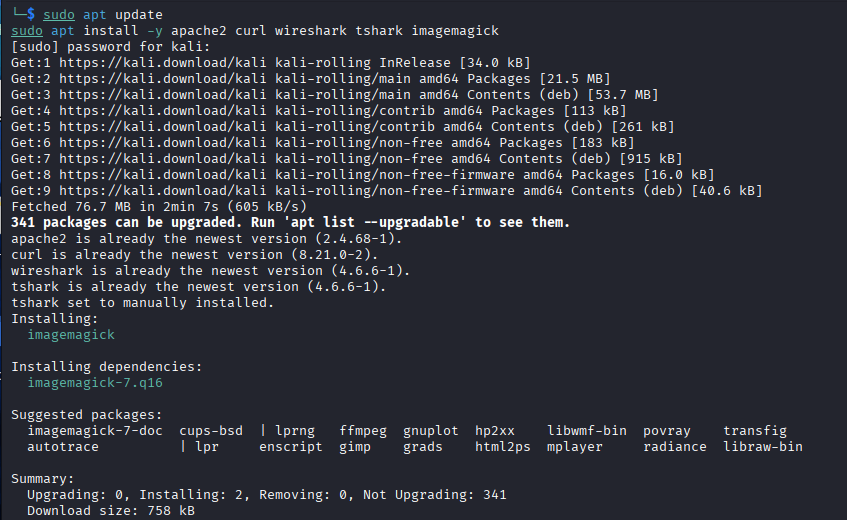 └─$ sudo apt update
sudo apt install -y apache2 curl wireshark tshark imagemagick
[sudo] password for kali:
Get:1 https://kali.download/kali kali-rolling InRelease [34.0 kB]
Get:2 https://kali.download/kali kali-rolling/main amd64 Packages [21.5 MB]
Get:3 https://kali.download/kali kali-rolling/main amd64 Contents (deb) [53.7 MB]
Get:4 https://kali.download/kali kali-rolling/contrib amd64 Packages [113 kB]
Get:5 https://kali.download/kali kali-rolling/contrib amd64 Contents (deb) [261 kB]
Get:6 https://kali.download/kali kali-rolling/non-free amd64 Packages [183 kB]
Get:7 https://kali.download/kali kali-rolling/non-free amd64 Contents (deb) [915 kB]
Get:8 https://kali.download/kali kali-rolling/non-free-firmware amd64 Packages [16.0 kB]
Get:9 https://kali.download/kali kali-rolling/non-free-firmware amd64 Contents (deb) [40.6 kB]
Fetched 76.7 MB in 2min 7s (605 kB/s)
341 packages can be upgraded. Run 'apt list --upgradable' to see them.
apache2 is already the newest version (2.4.68-1).
curl is already the newest version (8.21.0-2).
wireshark is already the newest version (4.6.6-1).
tshark is already the newest version (4.6.6-1).
tshark set to manually installed.
Installing:
  imagemagick

Installing dependencies:
  imagemagick-7.q16

Suggested packages:
  imagemagick-7-doc  cups-bsd  | lprng   ffmpeg  gnuplot  hp2xx     libwmf-bin  povray    transfig
  autotrace          | lpr     enscript  gimp    grads    html2ps  mplayer     radiance  libraw-bin

Summary:
  Upgrading: 0, Installing: 2, Removing: 0, Not Upgrading: 341
  Download size: 758 kB